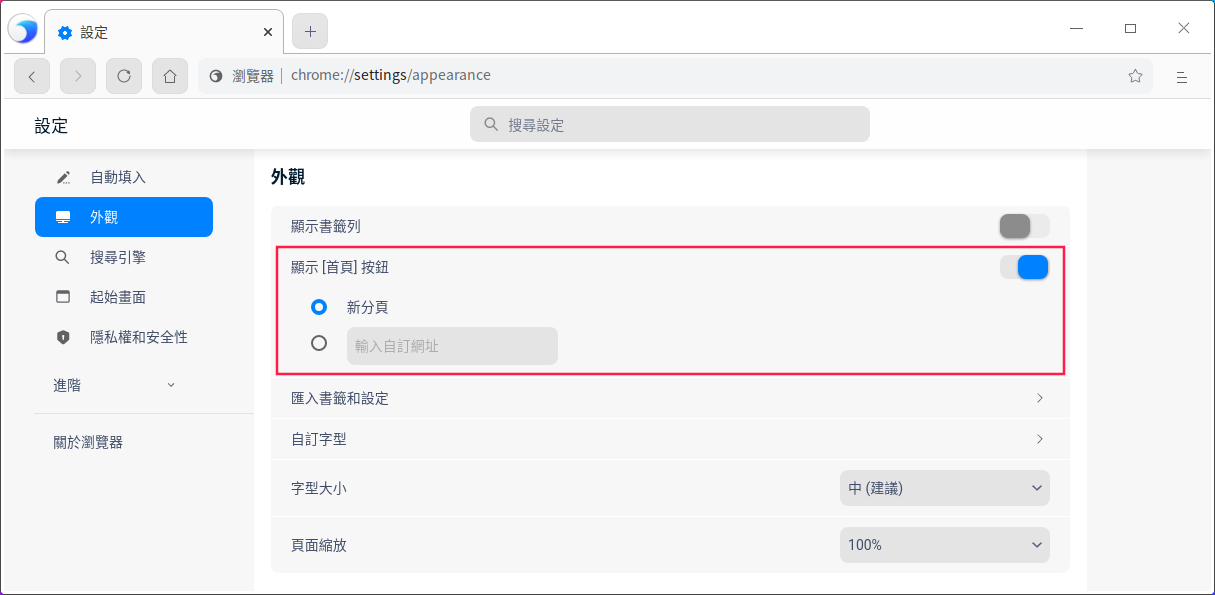 設定
瀏覽器 | chrome://settings/appearance
設定
搜尋設定
自動填入
外觀
搜尋引擎
起始畫面
隱私權和安全性
進階
關於瀏覽器
外觀
顯示書籤列
顯示 [首頁] 按鈕
新分頁
輸入自訂網址
匯入書籤和設定
自訂字型
字型大小
中 (建議)
頁面縮放
100%